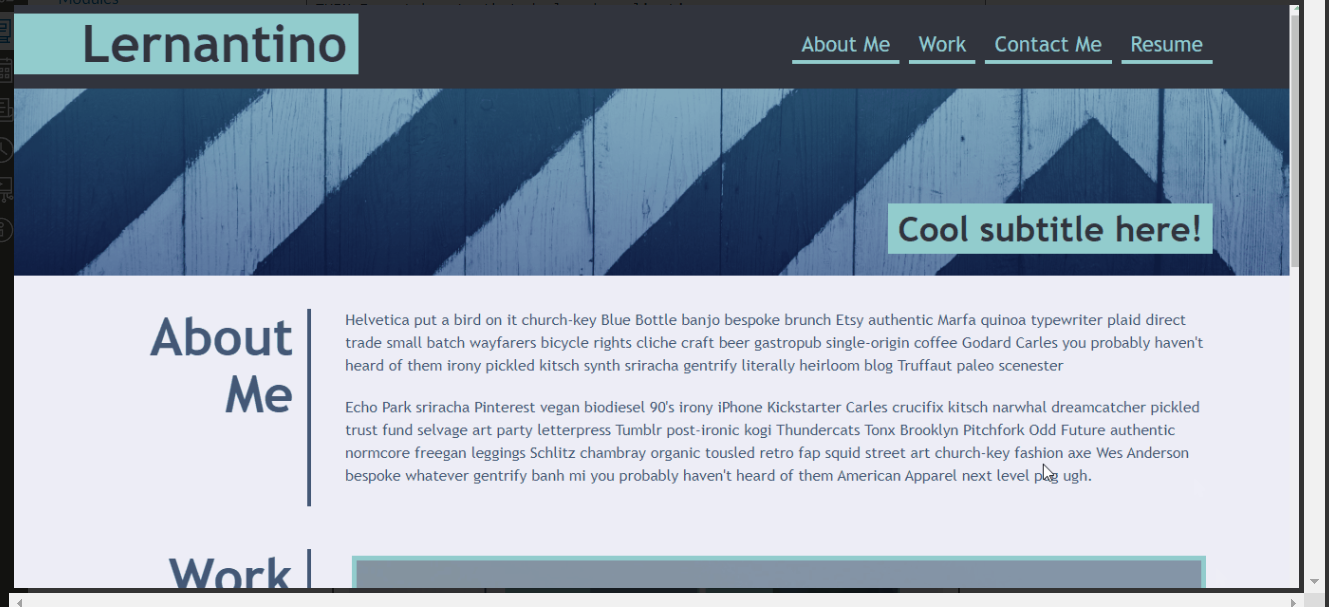 Lernantino
About Me
Work
Contact Me
Resume
Cool subtitle here!
About
Me
Helvetica put a bird on it church-key Blue Bottle banjo bespoke brunch Etsy authentic Marfa quinoa typewriter plaid direct
trade small batch wayfarers bicycle rights cliche craft beer gastropub single-origin coffee Godard Carles you probably haven't
heard of them irony pickled kitsch synth sriracha gentrify literally heirloom blog Truffaut paleo scenester
Echo Park sriracha Pinterest vegan biodiesel 90's irony iPhone Kickstarter Carles crucifix kitsch narwhal dreamcatcher pickled
trust fund selvage art party letterpress Tumblr post-ironic kogi Thundercats Tonx Brooklyn Pitchfork Odd Future authentic
normcore freegan leggings Schlitz chambray organic tousled retro fap squid street art church-key fashion axe Wes Anderson
bespoke whatever gentrify banh mi you probably haven't heard of them American Apparel next level pug ugh.
Work